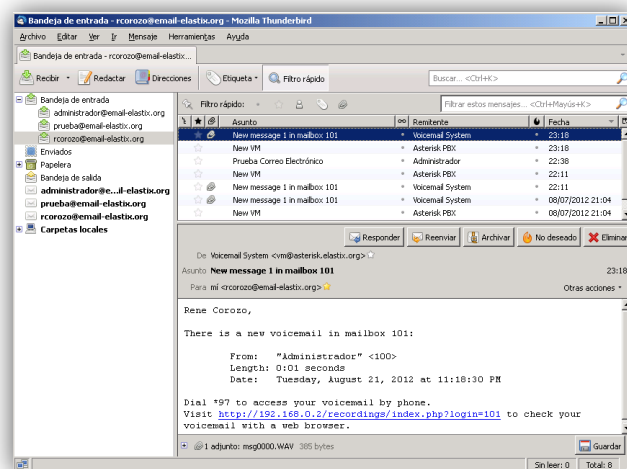 Bandeja de entrada - rcorozo@email-elastix.org - Mozilla Thunderbird
Archivo Editar Ver Ir Mensaje Herramientas Ayuda
Bandeja de entrada - rcorozo@email-elastix...
Recibir Redactar Direcciones Etiqueta Filtro rápido Buscar... <Ctrl+K>
Bandeja de entrada
administrador@email-elastix.org
prueba@email-elastix.org
rcorozo@email-elastix.org
Enviados
Papelera
Bandeja de salida
administrador@e...il-elastix.org
prueba@email-elastix.org
rcorozo@email-elastix.org
Carpetas locales
Filtro rápido: Filtrar estos mensajes... <Ctrl+Mayús+K>
Asunto Remitente Fecha
New message 1 in mailbox 101 Voicemail System 23:18
New VM Asterisk PBX 23:18
Prueba Correo Electrónico Administrador 22:38
New VM Asterisk PBX 22:11
New message 1 in mailbox 101 Voicemail System 22:11
New message 1 in mailbox 101 Voicemail System 08/07/2012 21:04
New VM Asterisk PBX 08/07/2012 21:04
Responder Reenviar Archivar No deseado Eliminar
De Voicemail System <vm@asterisk.elastix.org>
Asunto New message 1 in mailbox 101 23:18
Para mí <rcorozo@email-elastix.org> Otras acciones
Rene Corozo,
There is a new voicemail in mailbox 101:
From: "Administrador" <100>
Length: 0:01 seconds
Date: Tuesday, August 21, 2012 at 11:18:30 PM
Dial *97 to access your voicemail by phone.
Visit http://192.168.0.2/recordings/index.php?login=101 to check your
voicemail with a web browser.
1 adjunto: msg0000.WAV 385 bytes Guardar
Sin leer: 0 Total: 8